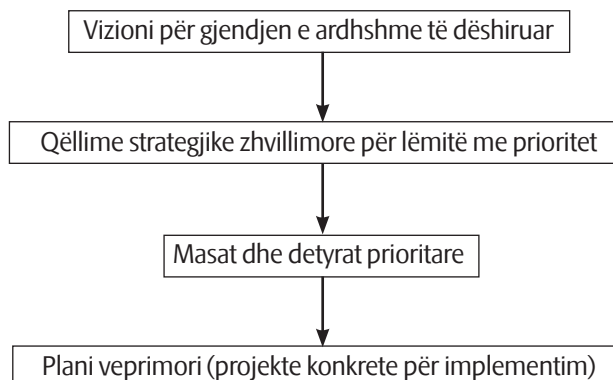 Vizioni për gjendjen e ardhshme të dëshiruar
Qëllime strategjike zhvillimore për lëmitë me prioritet
Masat dhe detyrat prioritare
Plani veprimori (projekte konkrete për implementim)